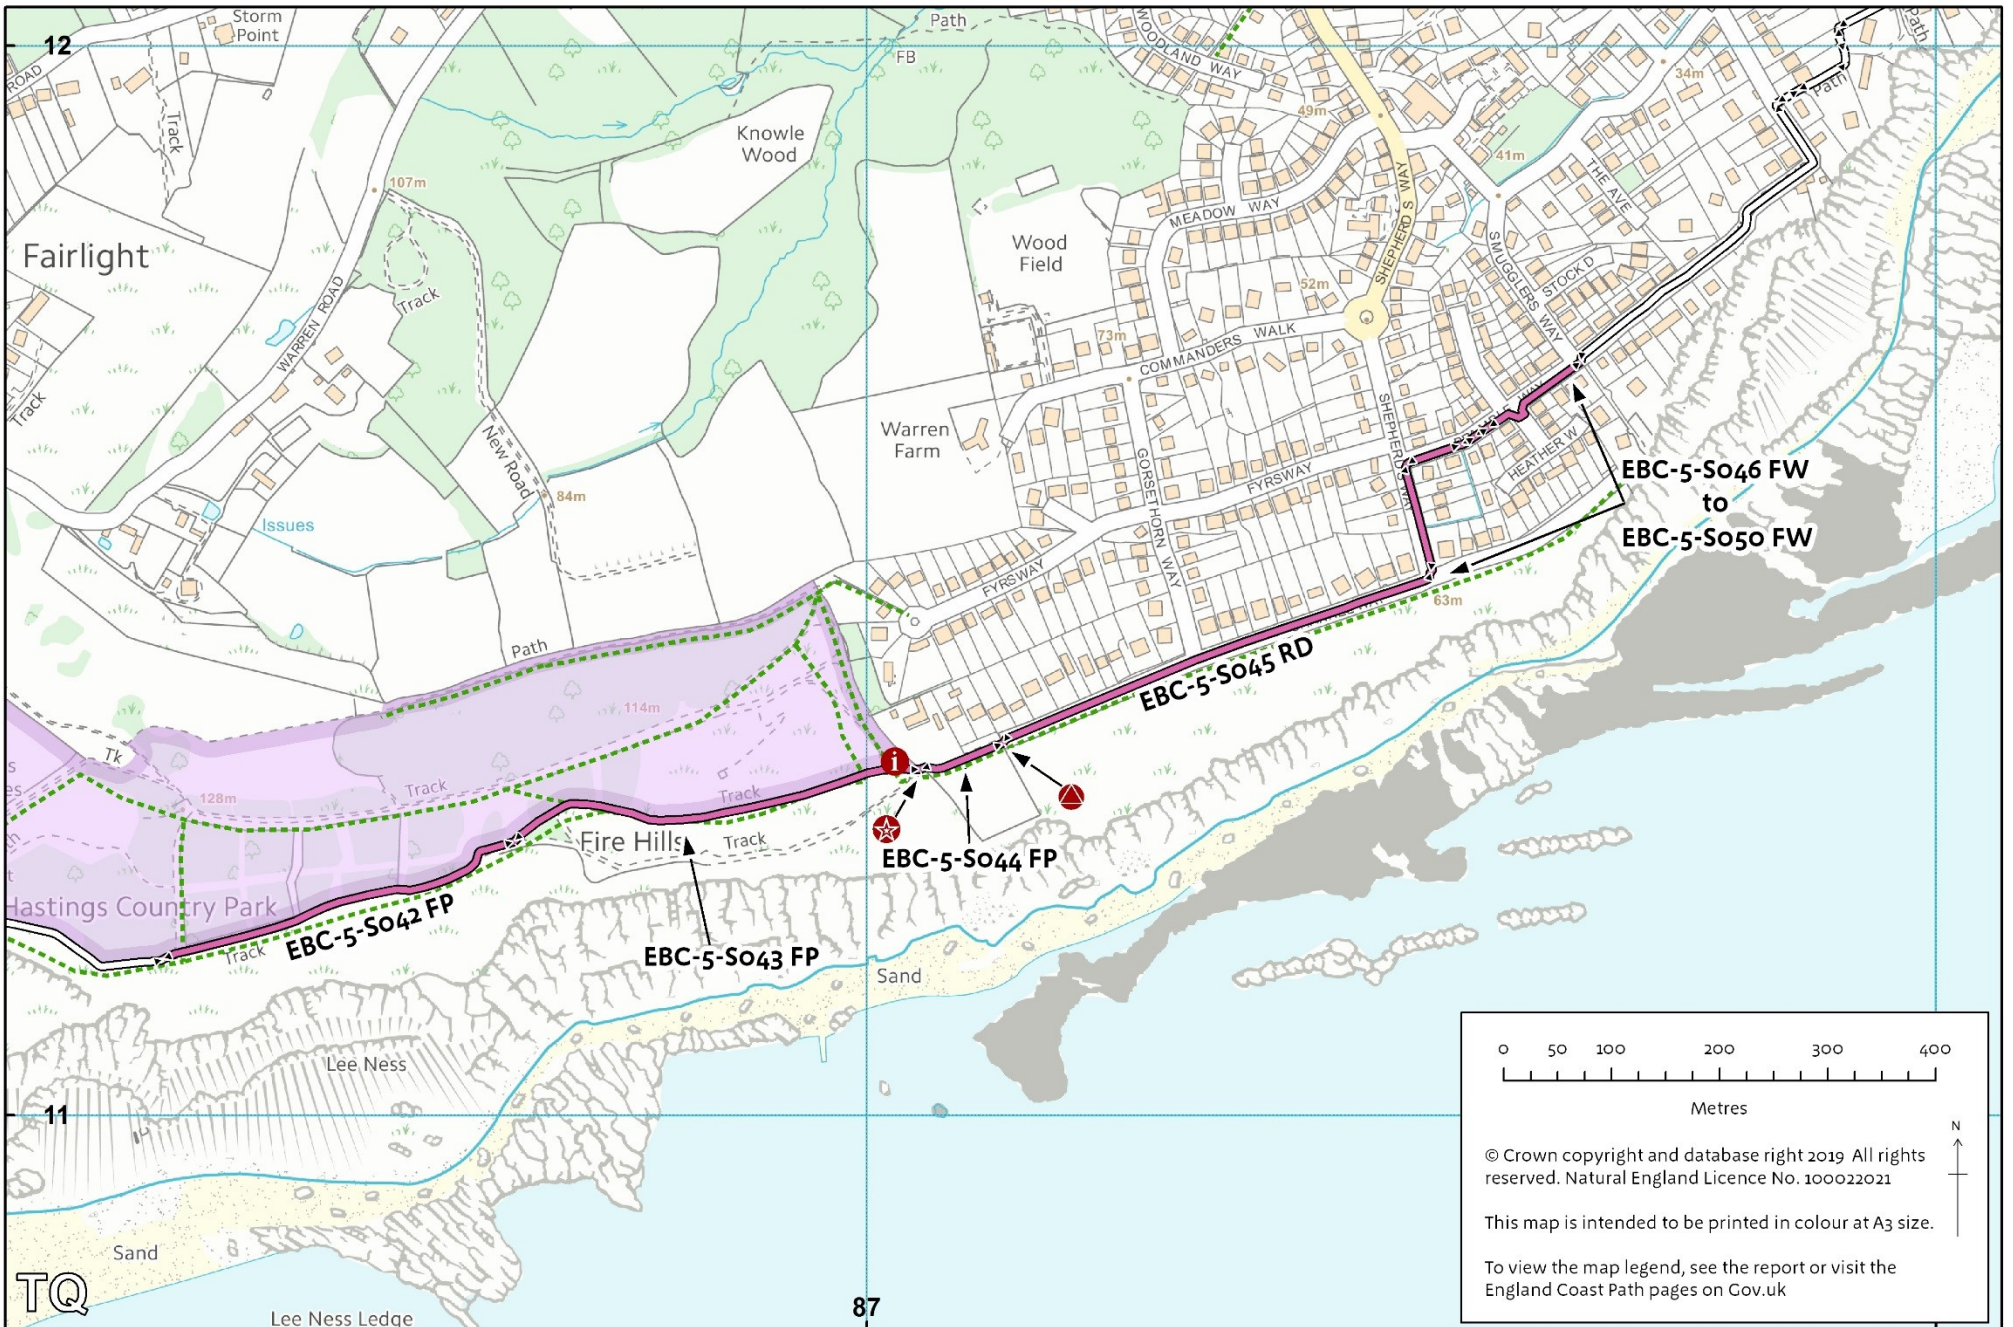 Storm
Point
Path
12
ROAD
FB
WOODLAND WAY
Path
34m
Path
Track
Knowle
Wood
49m
41m
107m
THE AVE
SHEPHERD S WAY
MEADOW WAY
Fairlight
Wood
Field
SMUGGLERS WAY
STOCK D
Track
52m
WARREN ROAD
73m
COMMANDERS WALK
Track
New Road
Warren
Farm
SHEPHERD S WA
WAY
HEATHER W
GORSETHORN WAY
FYRSWAY
EBC-5-S046 FW
to
EBC-5-S050 FW
84m
Issues
FYRSWAY
63m
Path
EBC-5-S045 RD
114m
Tk
i
Track
128m
Track
Fire Hills
Track
EBC-5-S044 FP
Hastings Country Park
EBC-5-S042 FP
Track
EBC-5-S043 FP
Sand
Lee Ness
11
Sand
TQ
Lee Ness Ledge
87
0 50 100 200 300 400
Metres
N
© Crown copyright and database right 2019 All rights
reserved. Natural England Licence No. 100022021
This map is intended to be printed in colour at A3 size.
To view the map legend, see the report or visit the
England Coast Path pages on Gov.uk